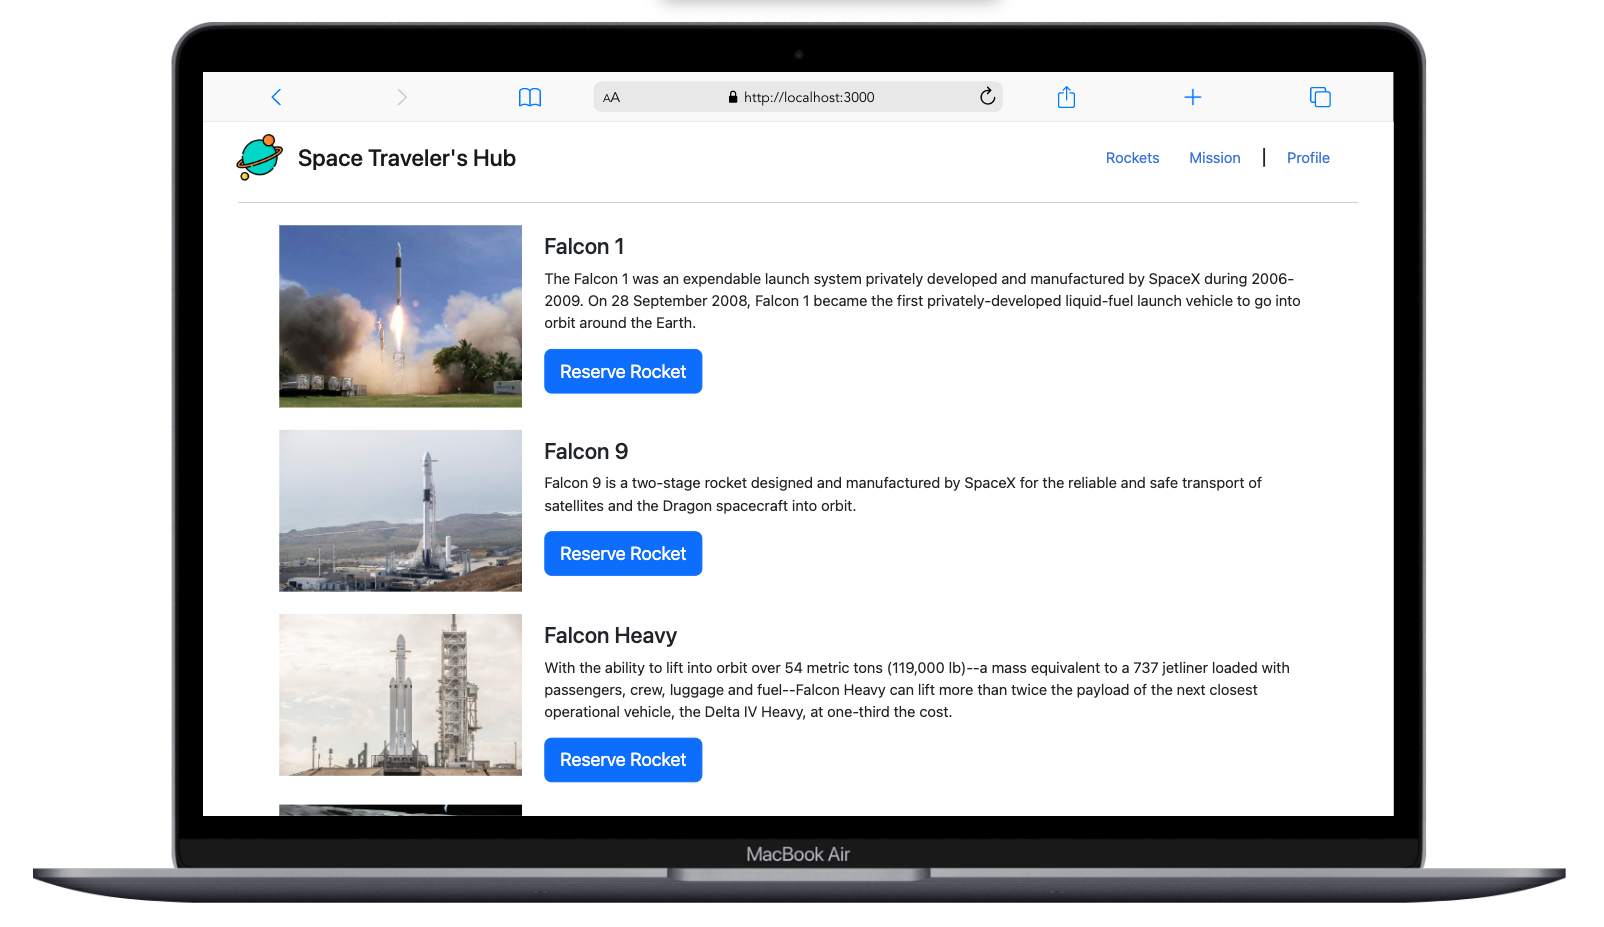 AA http://localhost:3000
Space Traveler's Hub
Rockets Mission | Profile
Falcon 1
The Falcon 1 was an expendable launch system privately developed and manufactured by SpaceX during 2006-
2009. On 28 September 2008, Falcon 1 became the first privately-developed liquid-fuel launch vehicle to go into
orbit around the Earth.
Reserve Rocket
Falcon 9
Falcon 9 is a two-stage rocket designed and manufactured by SpaceX for the reliable and safe transport of
satellites and the Dragon spacecraft into orbit.
Reserve Rocket
Falcon Heavy
With the ability to lift into orbit over 54 metric tons (119,000 lb)--a mass equivalent to a 737 jetliner loaded with
passengers, crew, luggage and fuel--Falcon Heavy can lift more than twice the payload of the next closest
operational vehicle, the Delta IV Heavy, at one-third the cost.
Reserve Rocket
MacBook Air